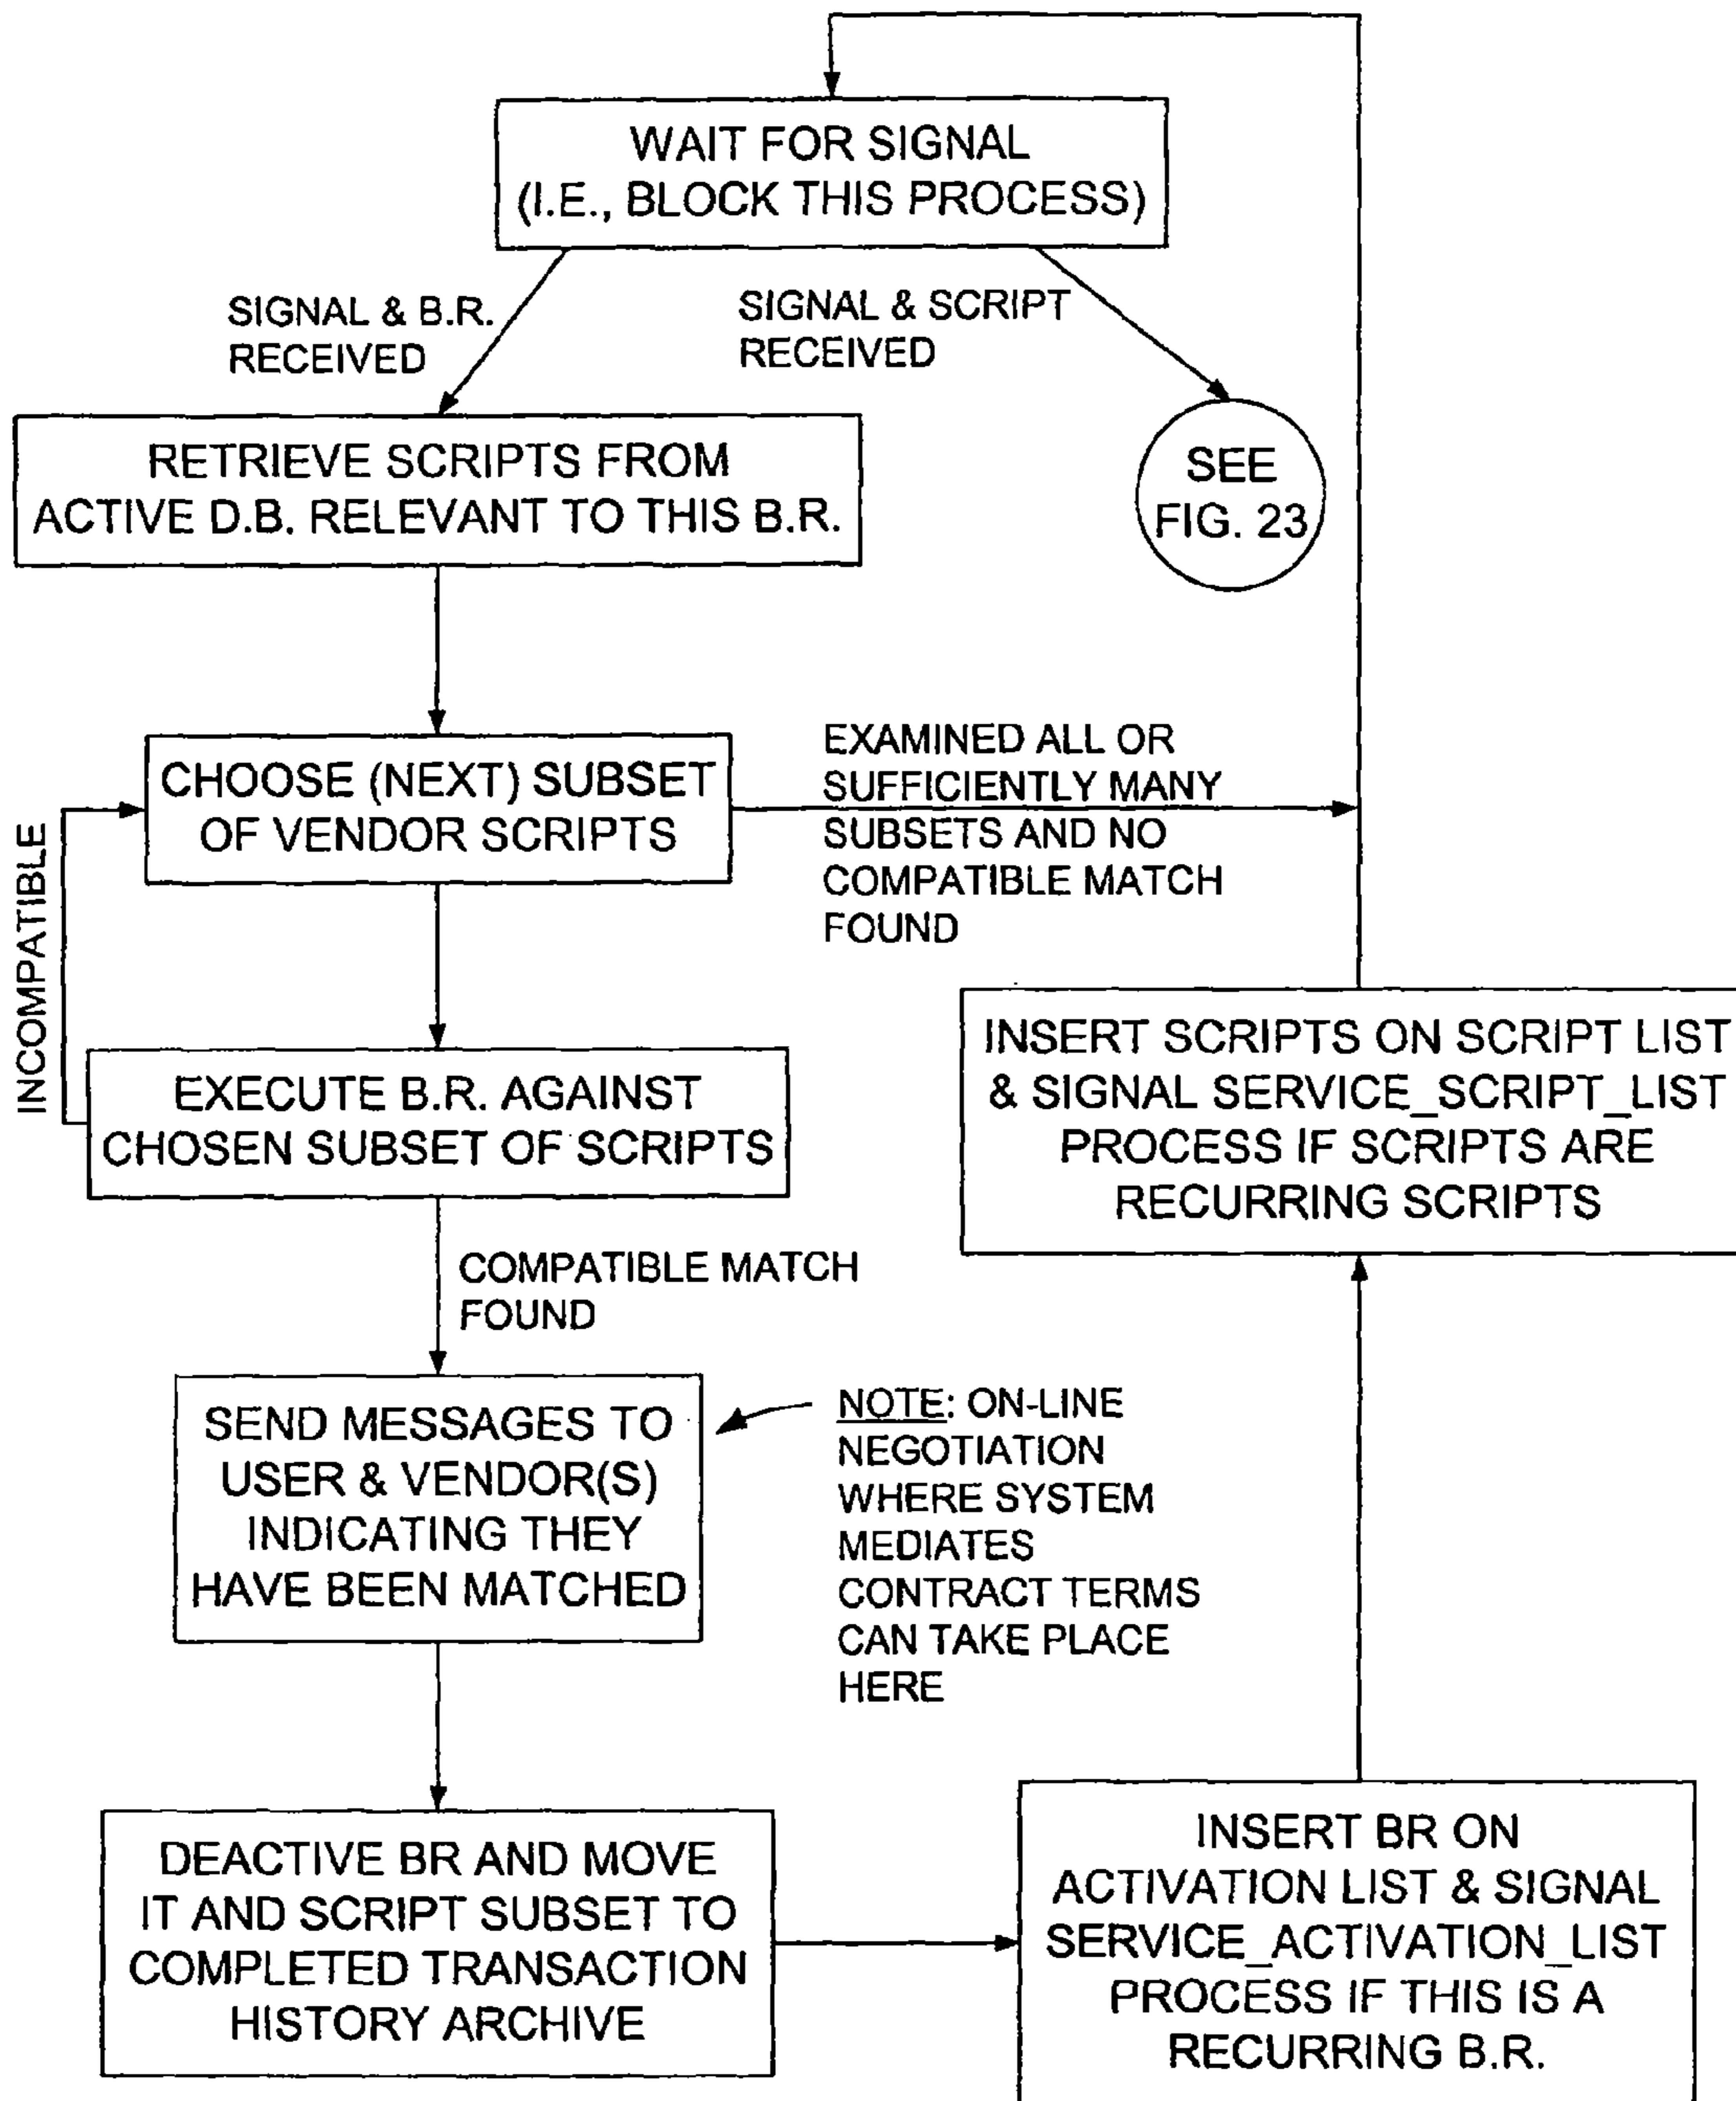 WAIT FOR SIGNAL
(I.E., BLOCK THIS PROCESS)
SIGNAL & B.R.
RECEIVED
SIGNAL & SCRIPT
RECEIVED
RETRIEVE SCRIPTS FROM
ACTIVE D.B. RELEVANT TO THIS B.R.
SEE
FIG. 23
CHOOSE (NEXT) SUBSET
OF VENDOR SCRIPTS
EXAMINED ALL OR
SUFFICIENTLY MANY
SUBSETS AND NO
COMPATIBLE MATCH
FOUND
INCOMPATIBLE
EXECUTE B.R. AGAINST
CHOSEN SUBSET OF SCRIPTS
INSERT SCRIPTS ON SCRIPT LIST
& SIGNAL SERVICE_SCRIPT_LIST
PROCESS IF SCRIPTS ARE
RECURRING SCRIPTS
COMPATIBLE MATCH
FOUND
SEND MESSAGES TO
USER & VENDOR(S)
INDICATING THEY
HAVE BEEN MATCHED
NOTE: ON-LINE
NEGOTIATION
WHERE SYSTEM
MEDIATES
CONTRACT TERMS
CAN TAKE PLACE
HERE
DEACTIVE BR AND MOVE
IT AND SCRIPT SUBSET TO
COMPLETED TRANSACTION
HISTORY ARCHIVE
INSERT BR ON
ACTIVATION LIST & SIGNAL
SERVICE_ACTIVATION_LIST
PROCESS IF THIS IS A
RECURRING B.R.